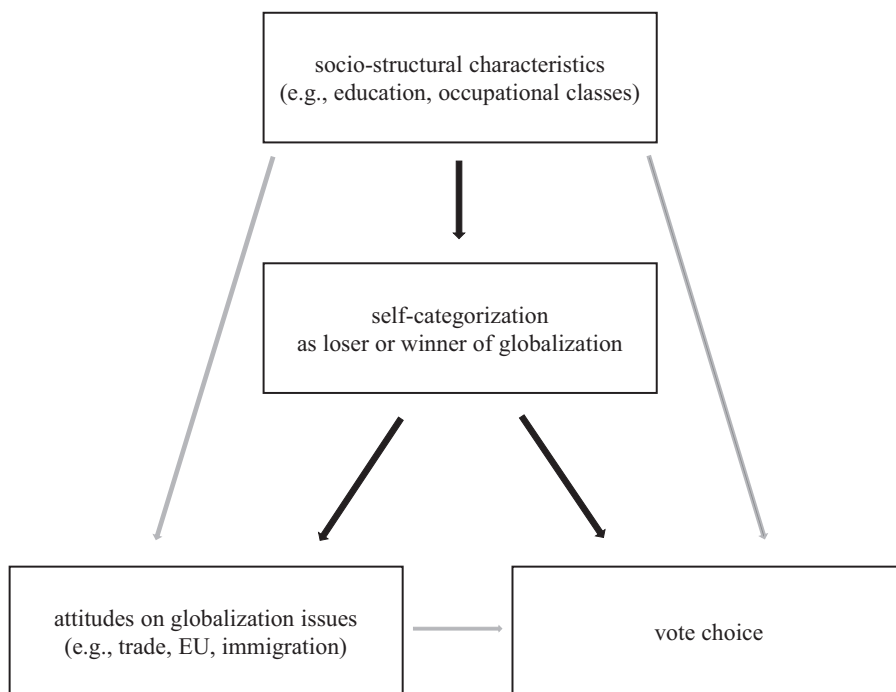 socio-structural characteristics
(e.g., education, occupational classes)
self-categorization
as loser or winner of globalization
attitudes on globalization issues
(e.g., trade, EU, immigration)
vote choice